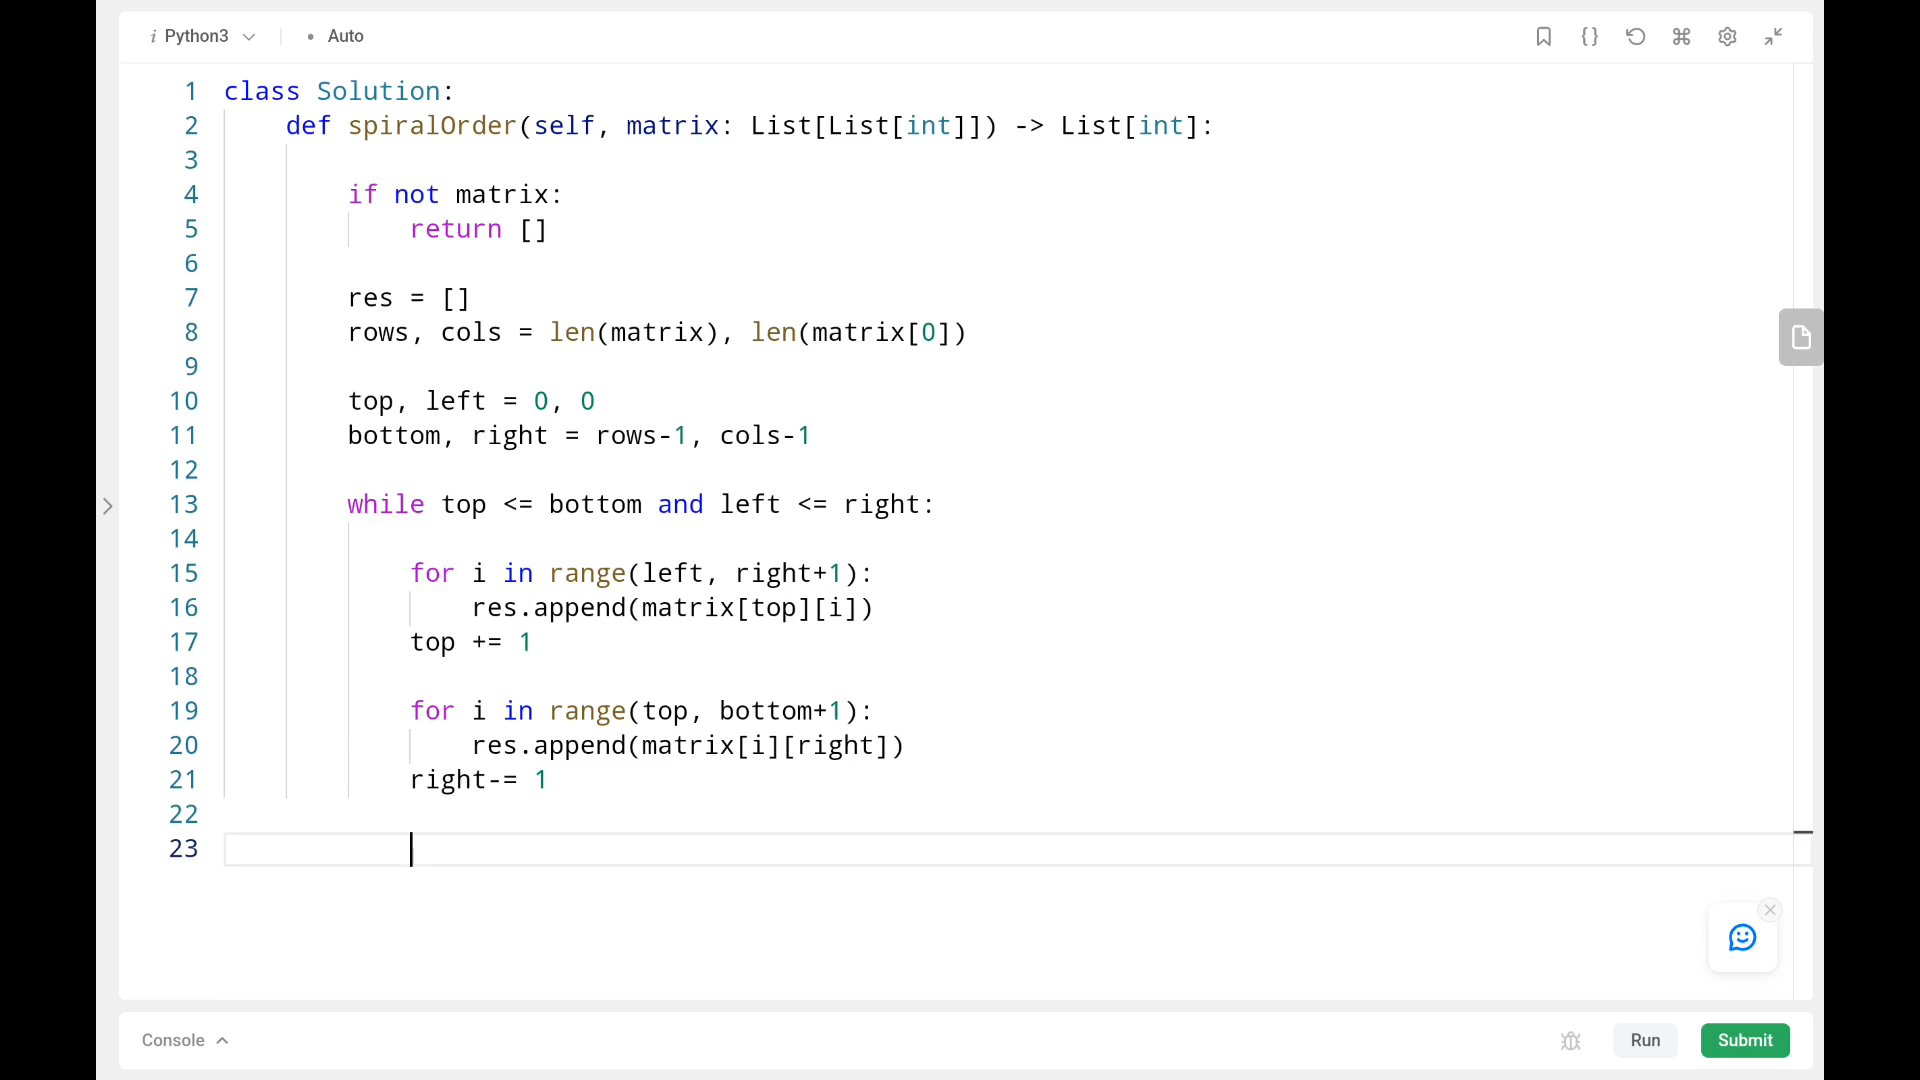 i Python3 • Auto
1 class Solution:
2 def spiralOrder(self, matrix: List[List[int]]) -> List[int]:
3
4 if not matrix:
5 return []
6
7 res = []
8 rows, cols = len(matrix), len(matrix[0])
9
10 top, left = 0, 0
11 bottom, right = rows-1, cols-1
12
13 while top <= bottom and left <= right:
14
15 for i in range(left, right+1):
16 res.append(matrix[top][i])
17 top += 1
18
19 for i in range(top, bottom+1):
20 res.append(matrix[i][right])
21 right-= 1
22
23
Console Run Submit